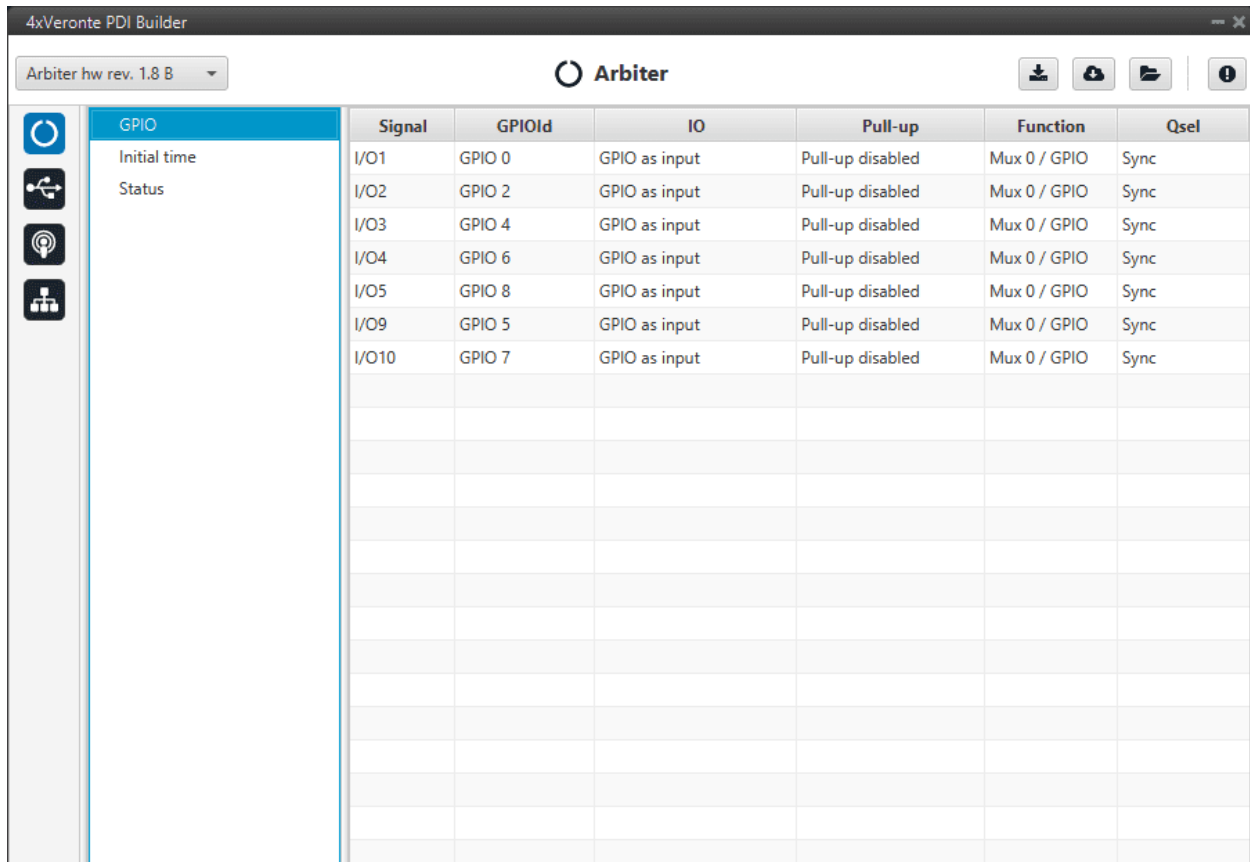 4xVeronte PDI Builder
Arbiter hw rev. 1.8 B
Arbiter
GPIO
Initial time
Status
Signal GPIOId IO Pull-up Function Qsel
I/O1 GPIO 0 GPIO as input Pull-up disabled Mux 0 / GPIO Sync
I/O2 GPIO 2 GPIO as input Pull-up disabled Mux 0 / GPIO Sync
I/O3 GPIO 4 GPIO as input Pull-up disabled Mux 0 / GPIO Sync
I/O4 GPIO 6 GPIO as input Pull-up disabled Mux 0 / GPIO Sync
I/O5 GPIO 8 GPIO as input Pull-up disabled Mux 0 / GPIO Sync
I/O9 GPIO 5 GPIO as input Pull-up disabled Mux 0 / GPIO Sync
I/O10 GPIO 7 GPIO as input Pull-up disabled Mux 0 / GPIO Sync